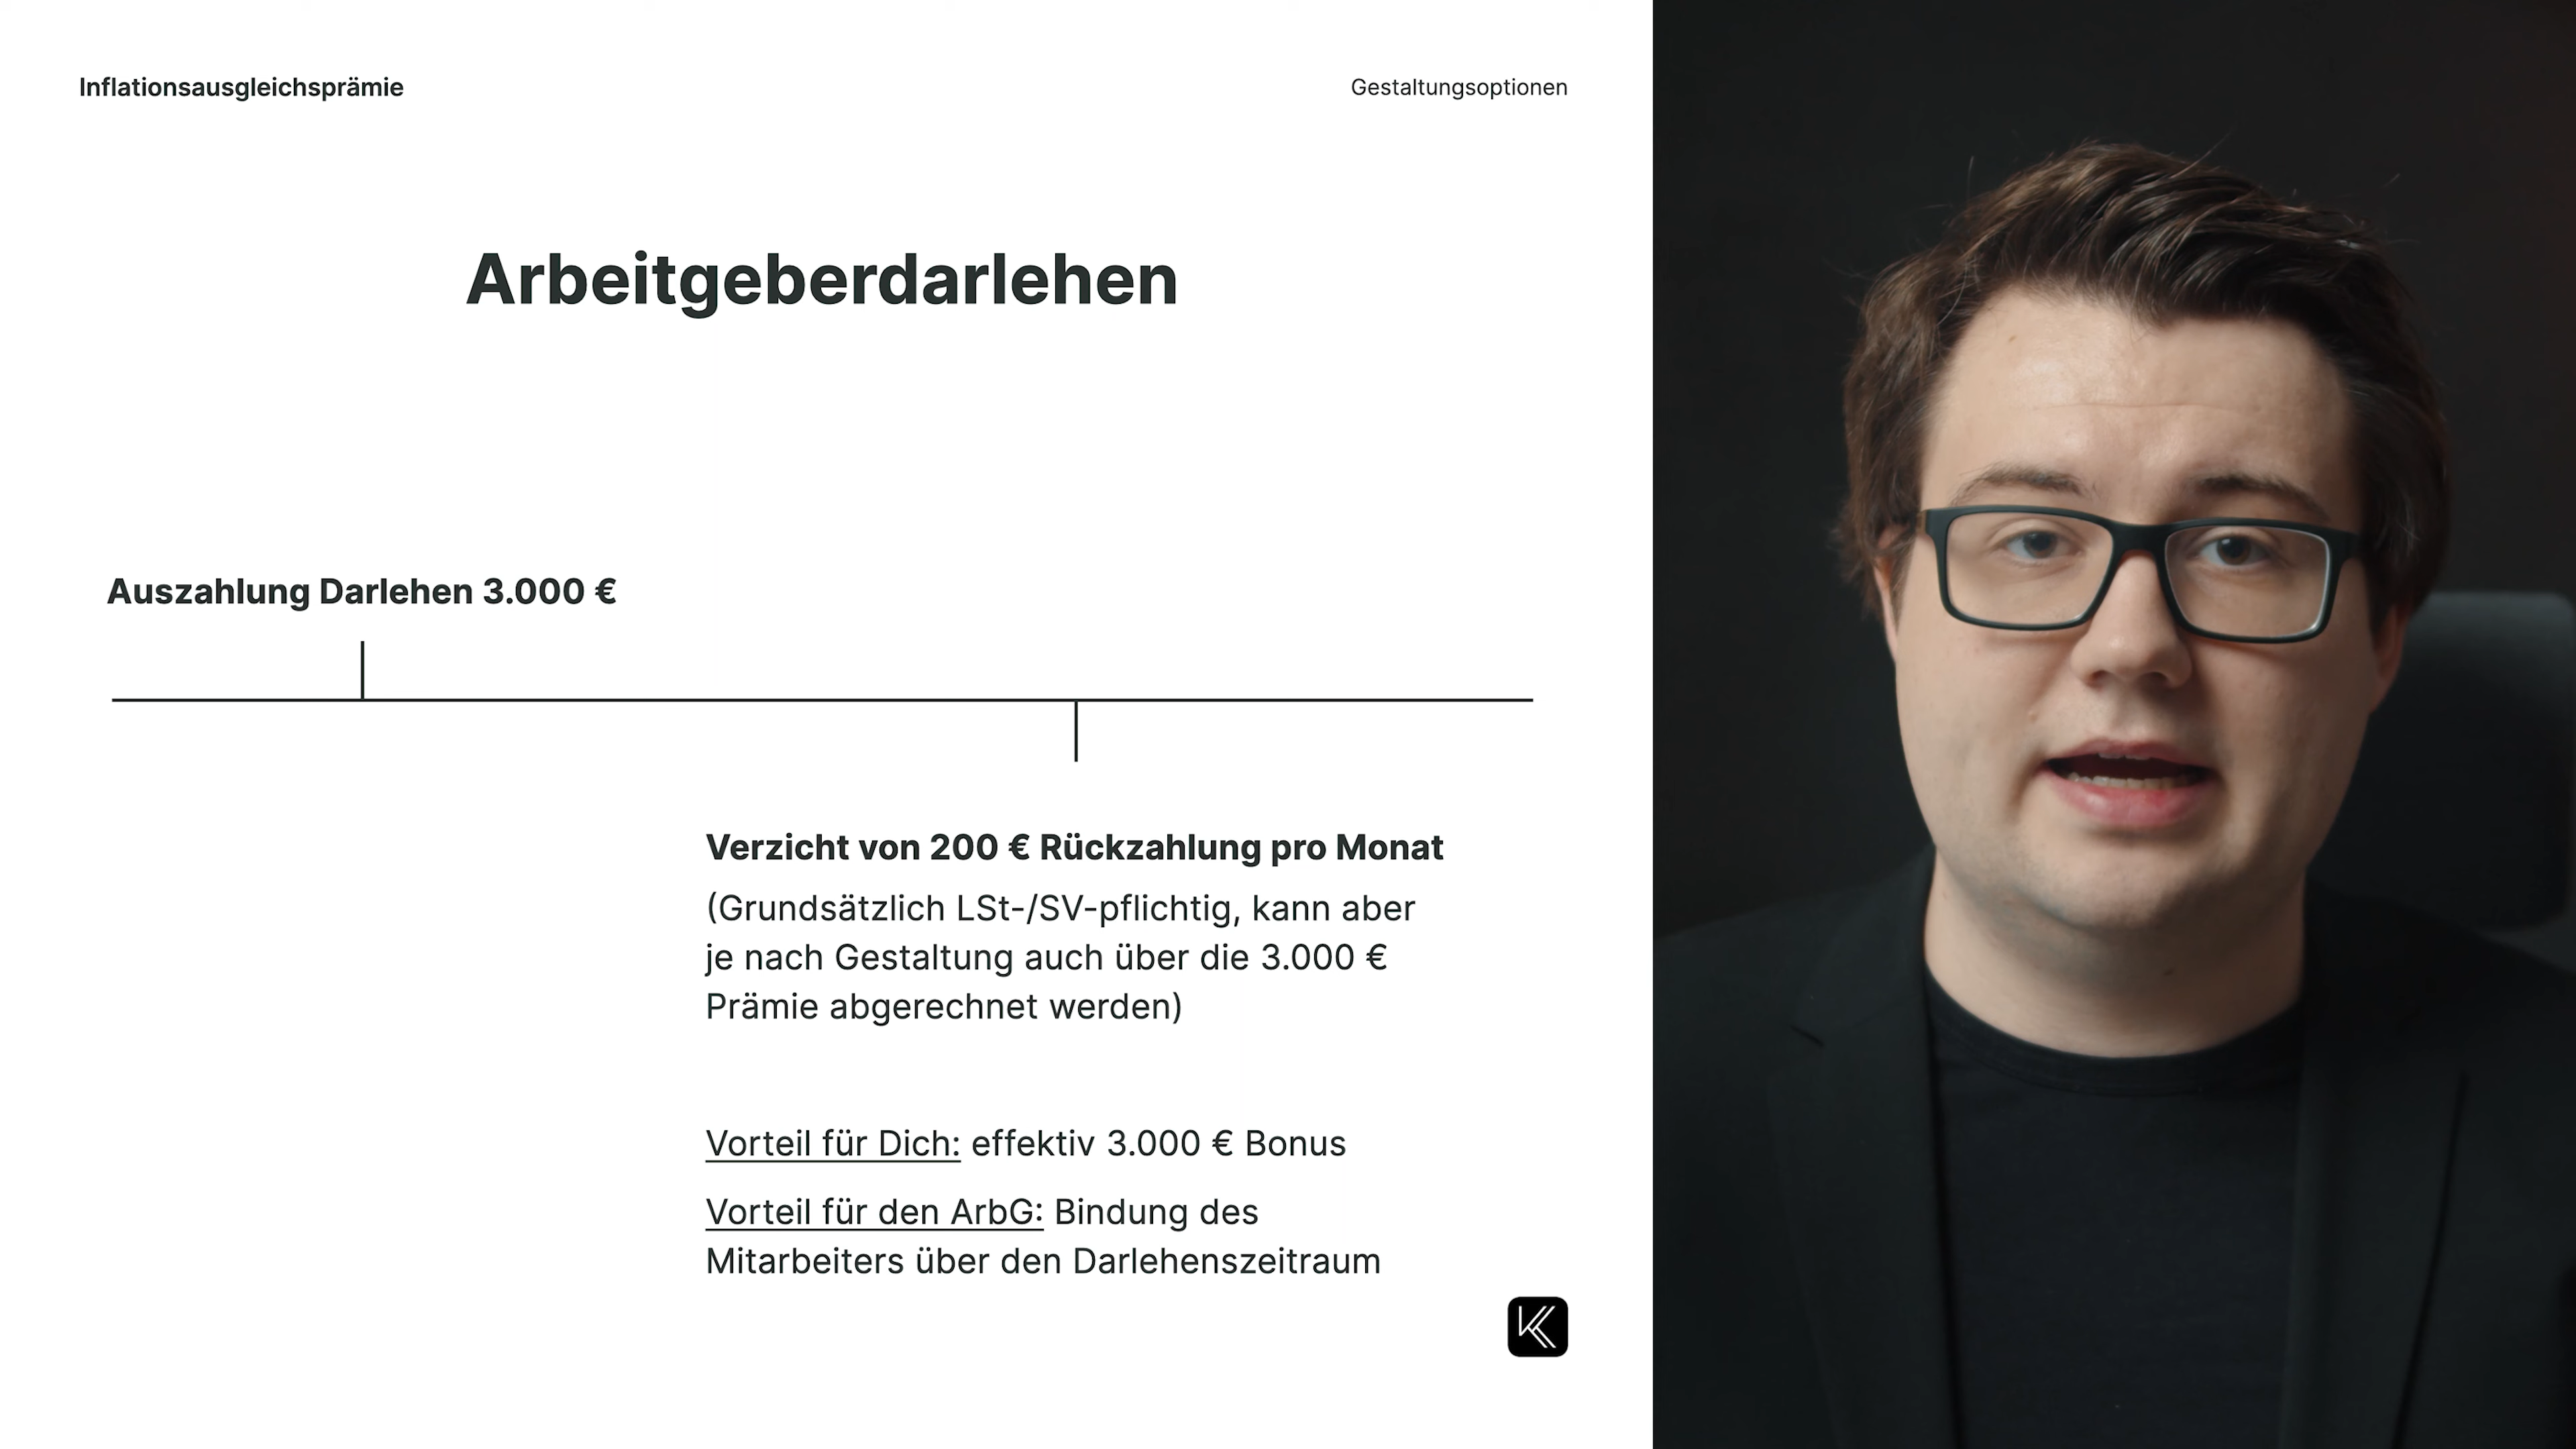 Inflationsausgleichsprämie
Gestaltungsoptionen
Arbeitgeberdarlehen
Auszahlung Darlehen 3.000 €
Verzicht von 200 € Rückzahlung pro Monat
(Grundsätzlich LSt-/SV-pflichtig, kann aber
je nach Gestaltung auch über die 3.000 €
Prämie abgerechnet werden)
Vorteil für Dich: effektiv 3.000 € Bonus
Vorteil für den ArbG: Bindung des
Mitarbeiters über den Darlehenszeitraum